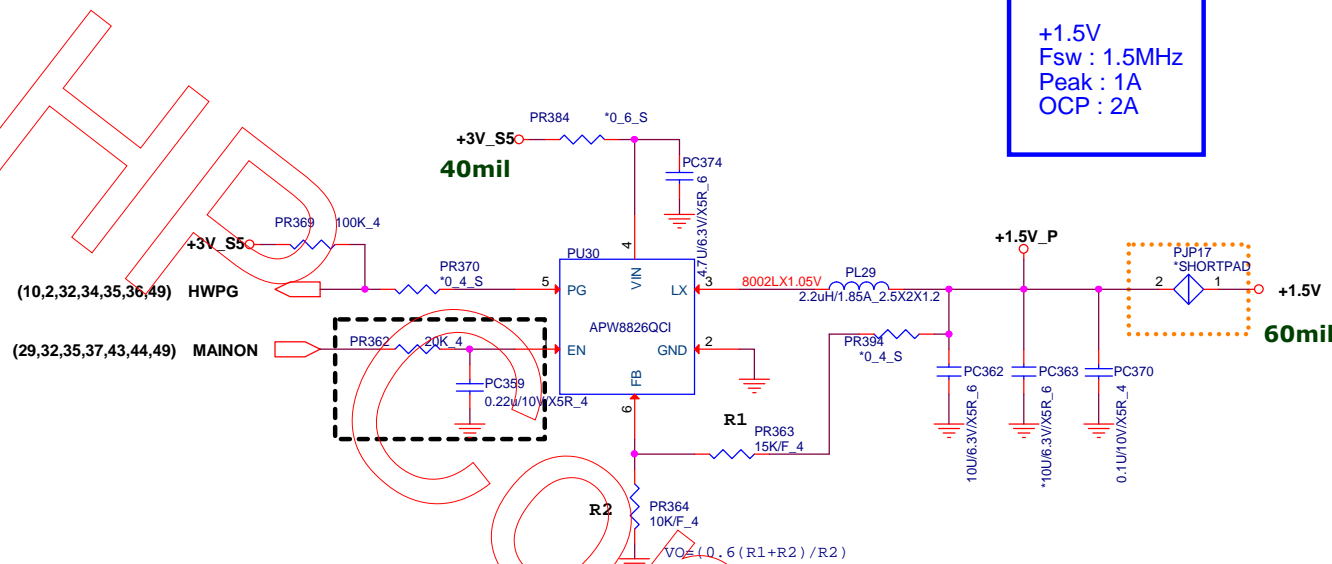 +1.5V
Fsw : 1.5MHz
Peak : 1A
OCP : 2A
PR384
*0_6_S
+3V_S5
40mil
PC374
4.7U/6.3V/X5R_6
PR369
100K_4
+3V_S5
PR370
*0_4_S
(10,2,32,34,35,36,49) HWPG
PU30
4
VIN
5
PG
LX
3
8002LX1.05V
PL29
2.2uH/1.85A_2.5X2X1.2
+1.5V_P
PJP17
*SHORTPAD
2
1
+1.5V
60mil
APW8826QCI
(29,32,35,37,43,44,49) MAINON
PR362
20K_4
EN
GND
2
PC359
0.22u/10V/X5R_4
FB
6
PR394
*0_4_S
PC362
10U/6.3V/X5R_6
PC363
*10U/6.3V/X5R_6
PC370
0.1U/10V/X5R_4
R1
PR363
15K/F_4
R2
PR364
10K/F_4
VO=(0.6(R1+R2)/R2)
HP
CO